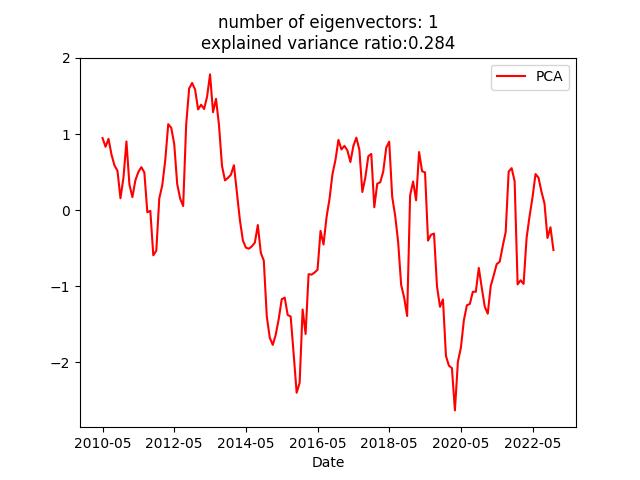 number of eigenvectors: 1
explained variance ratio:0.284
PCA
2
1
0
−1
−2
2010-05 2012-05 2014-05 2016-05 2018-05 2020-05 2022-05
Date